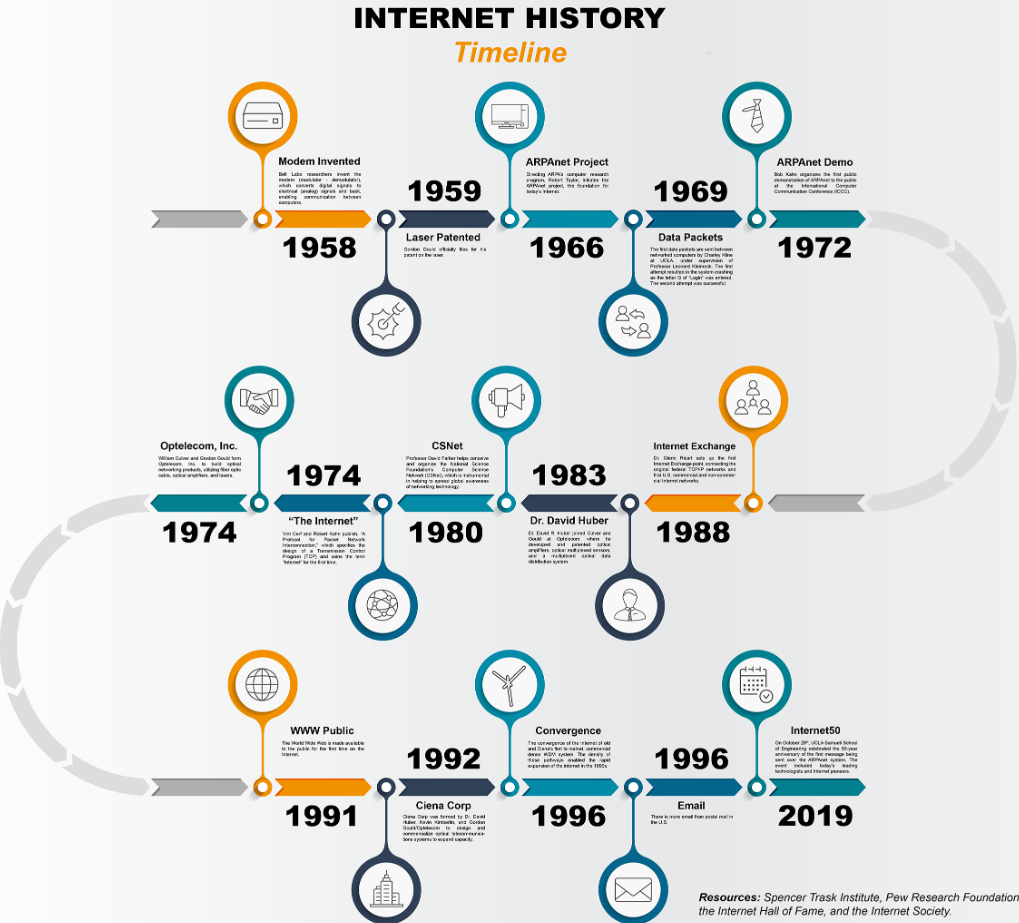 INTERNET HISTORY
Timeline
Modem Invented
Bell Labs researchers invent the
modem (modulator - demodulator),
which converts digital signals to
electrical (analog) signals and back,
enabling communication between
computers.
1958
1959
Laser Patented
Gordon Gould officially files for his
patent on the laser.
ARPAnet Project
Directing ARPA's computer research
program, Robert Taylor, initiates the
ARPAnet project, the foundation for
today's Internet.
1966
1969
Data Packets
The first data packets are sent between
networked computers by Charley Kline
at UCLA, under supervision of
Professor Leonard Kleinrock. The first
attempt resulted in the system crashing
as the letter G of "Login" was entered.
The second attempt was successful.
ARPAnet Demo
Bob Kahn organizes the first public
demonstration of ARPAnet to the public
at the International Computer
Communication Conference (ICCC).
1972
Optelecom, Inc.
William Culver and Gordon Gould form
Optelecom, Inc. to build optical
networking products, utilizing fiber optic
cable, optical amplifiers, and lasers.
1974
1974
“The Internet”
Vint Cerf and Robert Kahn publish, "A
Protocol for Packet Network
Interconnection," which specifies the
design of a Transmission Control
Program (TCP) and coins the term
"Internet" for the first time.
CSNet
Professor David Farber helps conceive
and organize the National Science
Foundation's Computer Science
Network (CSNet), which is instrumental
in helping to spread global awareness
of networking technology.
1980
1983
Dr. David Huber
Dr. David R. Huber joined Culver and
Gould at Optelecom, where he
developed and patented optical
amplifiers, optical multiplexed sensors,
and a multiplexed optical data
distribution system.
Internet Exchange
Dr. Glenn Ricart sets up the first
Internet Exchange point, connecting the
original federal TCP/IP networks and
first U.S. commercial and non-commer-
cial Internet networks.
1988
WWW Public
The World Wide Web is made available
to the public for the first time on the
Internet.
1991
1992
Ciena Corp
Ciena Corp was formed by Dr. David
Huber, Kevin Kimberlin, and Gordon
Gould/Optelecom to design and
commercialize optical telecommunica-
tions systems to expand capacity.
Convergence
The convergence of the Internet of old
and Ciena's first to market, commercial
dense WDM system. The density of
these pathways enabled the rapid
expansion of the internet in the 1990s.
1996
1996
Email
There is more email than postal mail in
the U.S.
Internet50
On October 29th, UCLA Samueli School
of Engineering celebrated the 50-year
anniversary of the first message being
sent over the ARPAnet system. The
event included today's leading
technologists and Internet pioneers.
2019
Resources: Spencer Trask Institute, Pew Research Foundation
the Internet Hall of Fame, and the Internet Society.